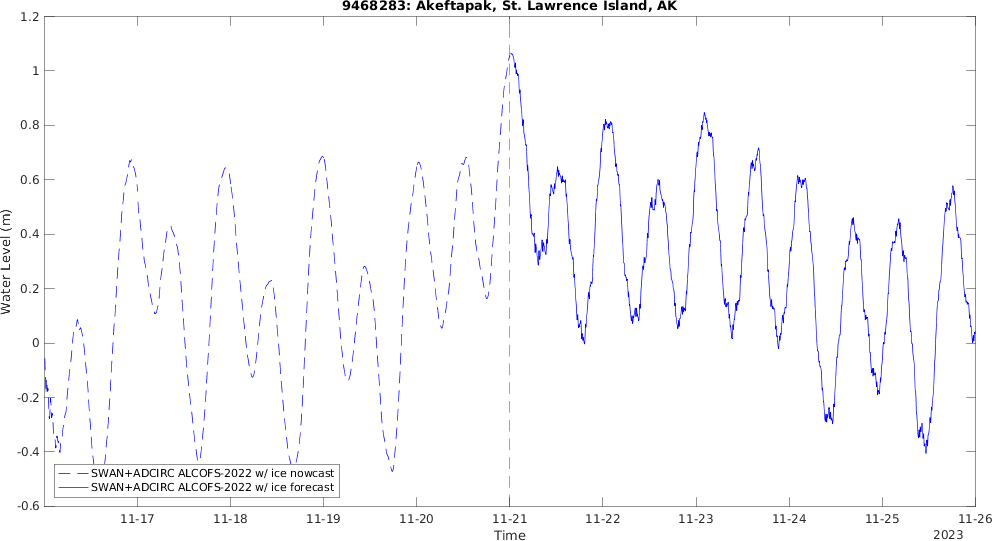 9468283: Akeftapak, St. Lawrence Island, AK
1.2
1
0.8
0.6
0.4
0.2
0
-0.2
-0.4
-0.6
Water Level (m)
SWAN+ADCIRC ALCOFS-2022 w/ ice nowcast
SWAN+ADCIRC ALCOFS-2022 w/ ice forecast
11-17 11-18 11-19 11-20 11-21 11-22 11-23 11-24 11-25 11-26
Time
2023